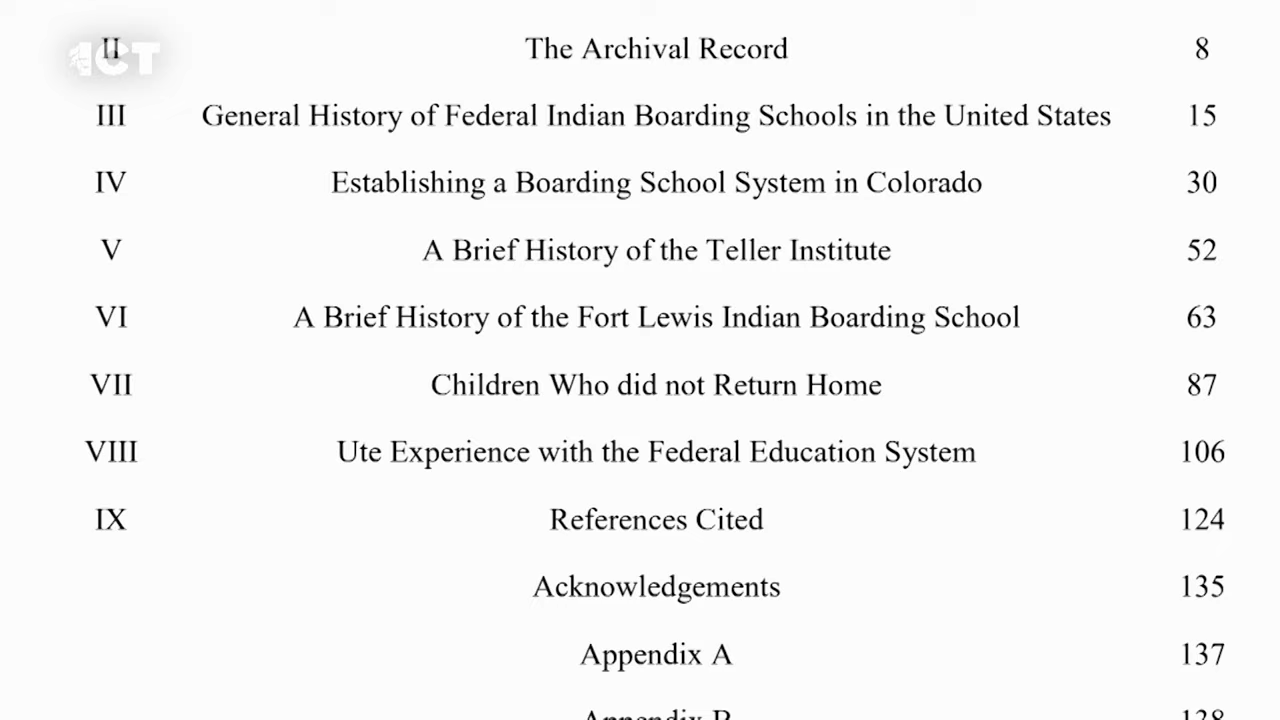 ICT
II The Archival Record 8
III General History of Federal Indian Boarding Schools in the United States 15
IV Establishing a Boarding School System in Colorado 30
V A Brief History of the Teller Institute 52
VI A Brief History of the Fort Lewis Indian Boarding School 63
VII Children Who did not Return Home 87
VIII Ute Experience with the Federal Education System 106
IX References Cited 124
Acknowledgements 135
Appendix A 137
Appendix B 138